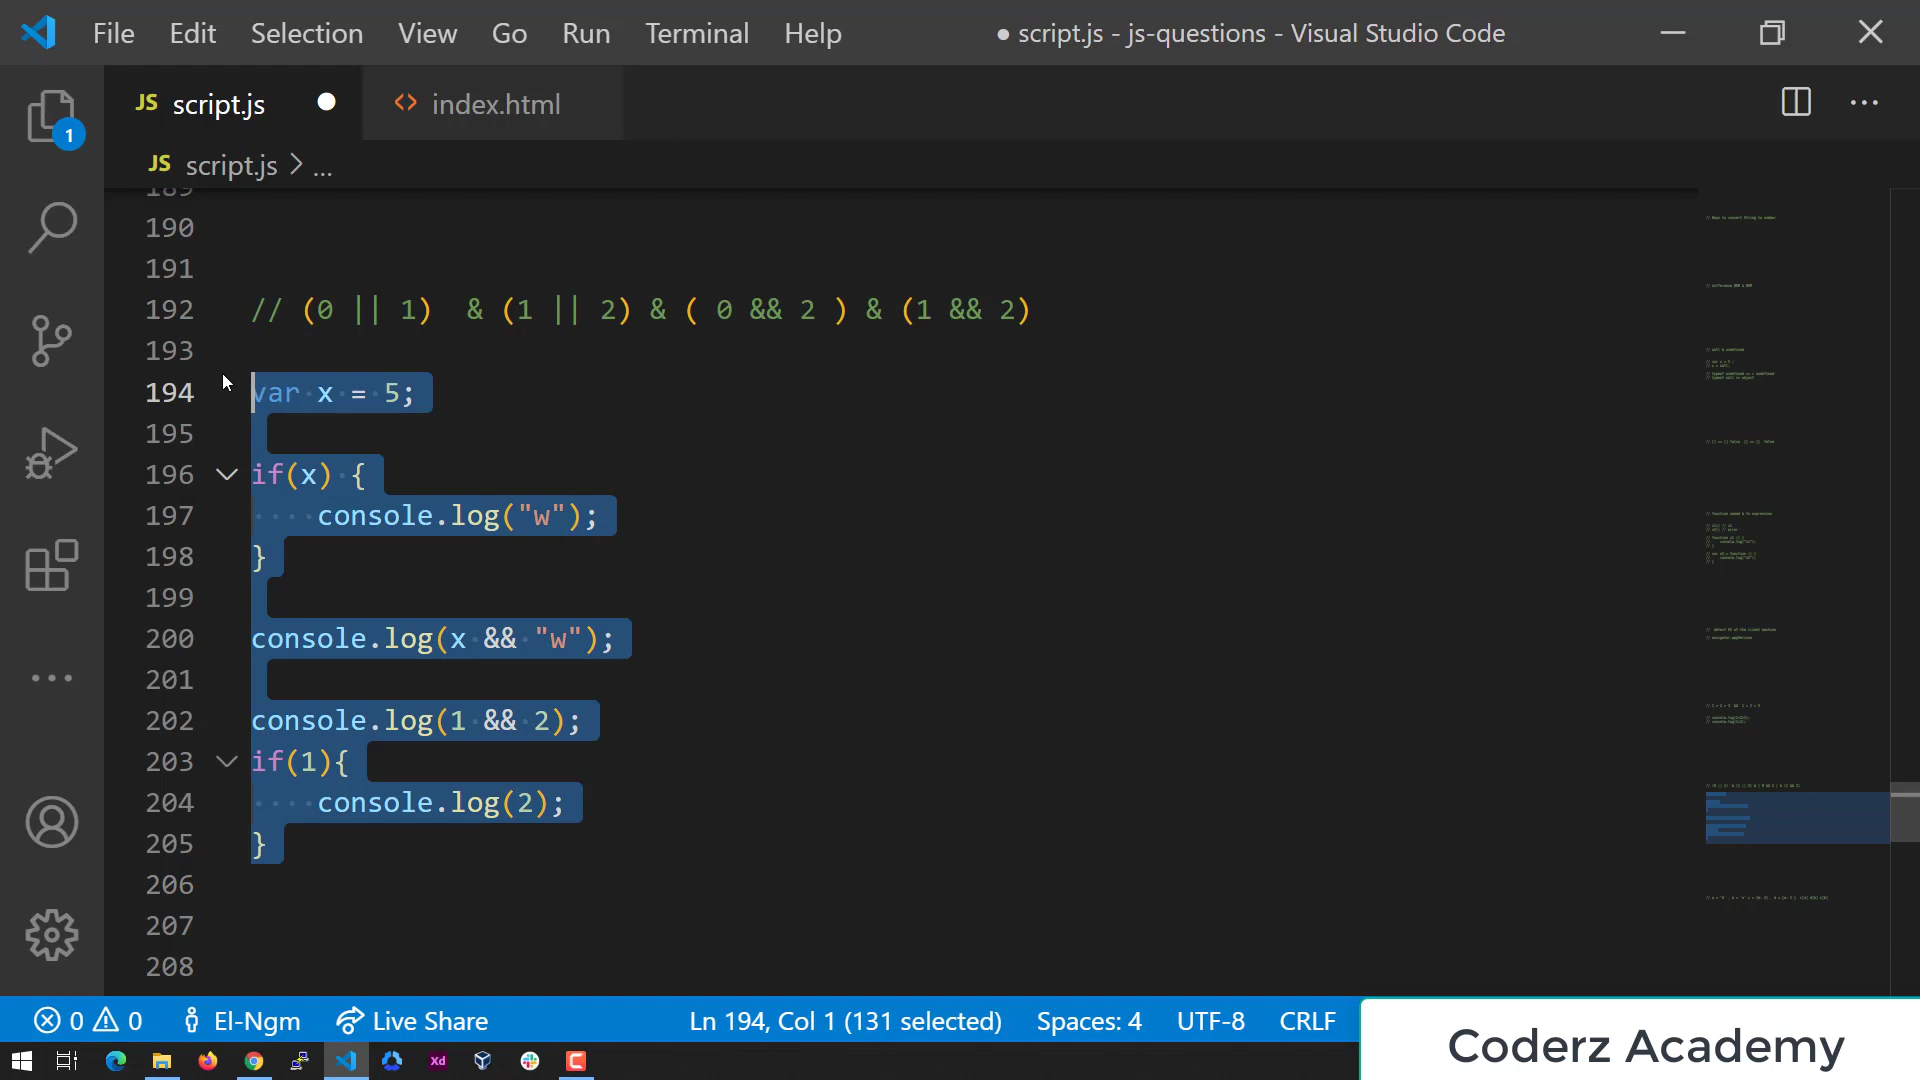 File Edit Selection View Go Run Terminal Help
● script.js - js-questions - Visual Studio Code
JS script.js ●
<> index.html
1
JS script.js > ...
189
190
191
192 // (0 || 1)  & (1 || 2) & ( 0 && 2 ) & (1 && 2)
193
194 var x = 5;
195
196 if(x) {
197     console.log("w");
198 }
199
200 console.log(x && "w");
201
202 console.log(1 && 2);
203 if(1){
204     console.log(2);
205 }
206
207
208
0 0 El-Ngm Live Share Ln 194, Col 1 (131 selected) Spaces: 4 UTF-8 CRLF
Xd
Coderz Academy